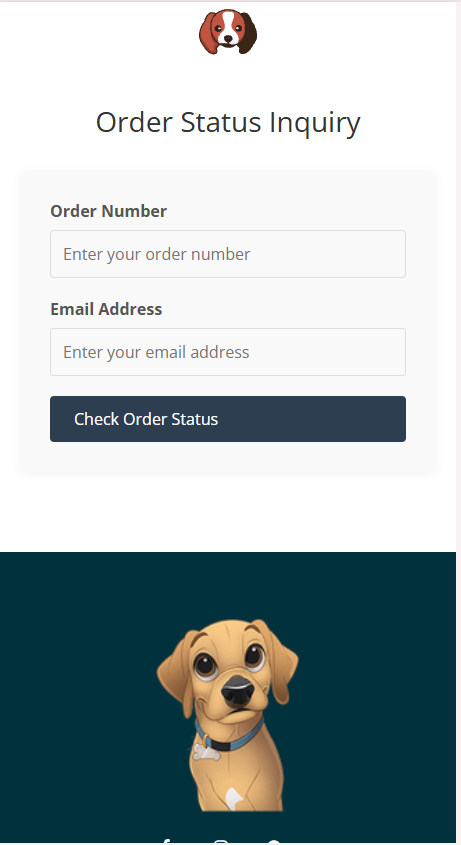 Order Status Inquiry
Order Number
Enter your order number
Email Address
Enter your email address
Check Order Status